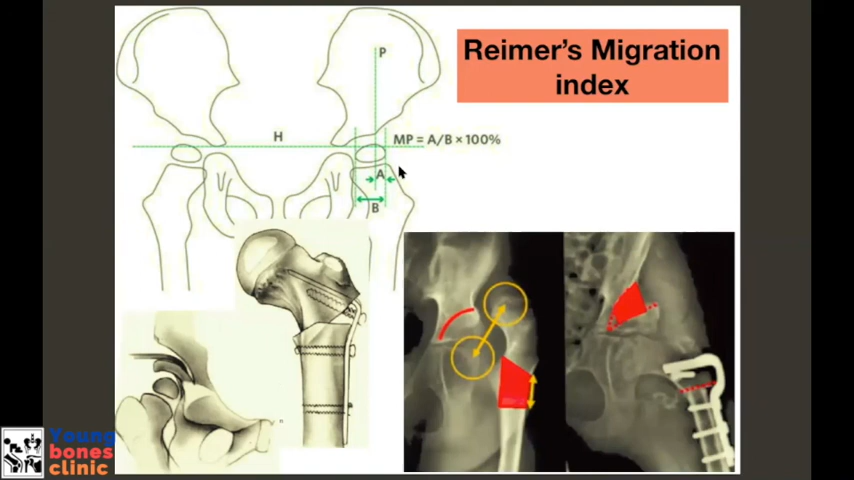 Reimer's Migration
index
P
H
MP = A/B × 100%
A
B
Young
bones
clinic